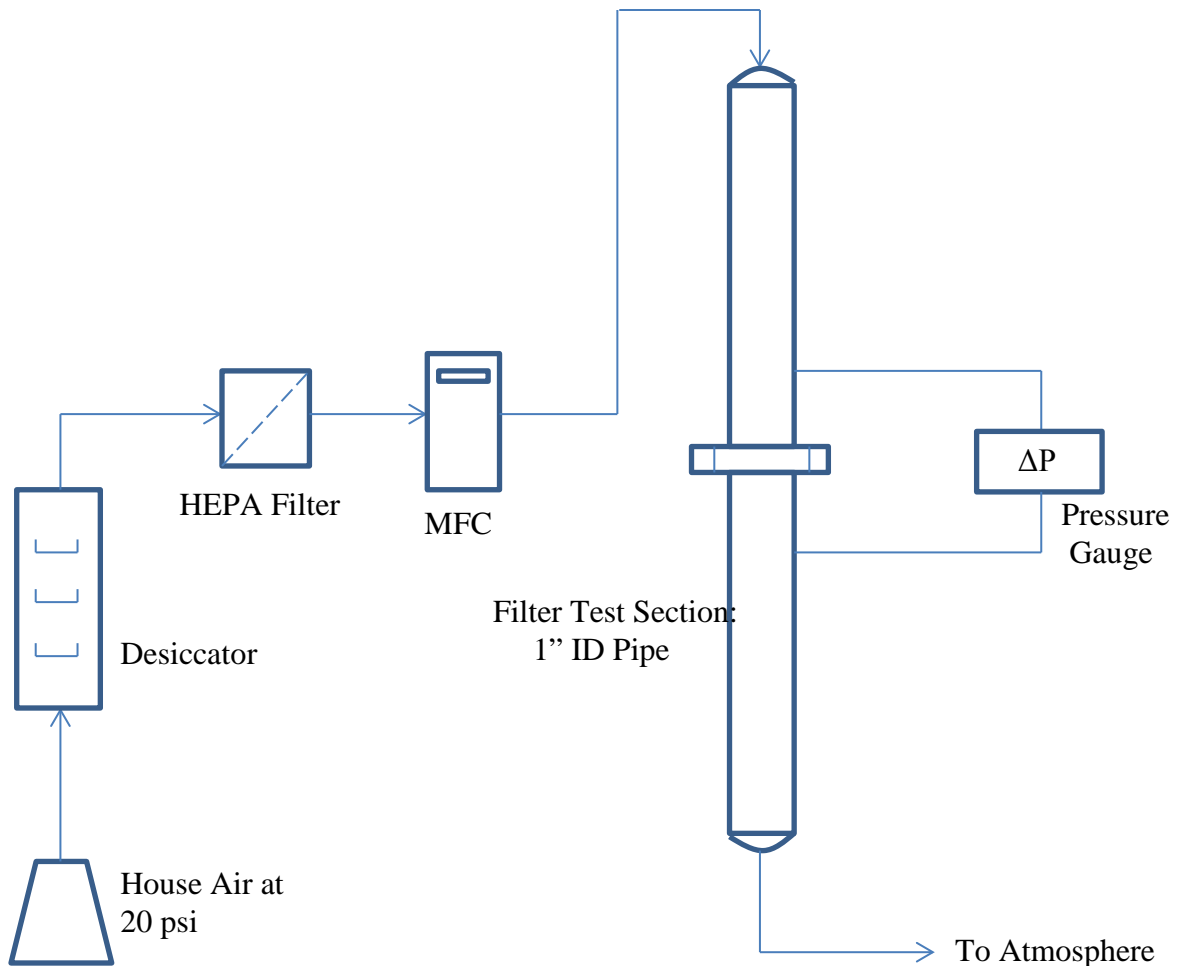 HEPA Filter
MFC
ΔP
Pressure
Gauge
Filter Test Section:
1” ID Pipe
Desiccator
House Air at
20 psi
To Atmosphere